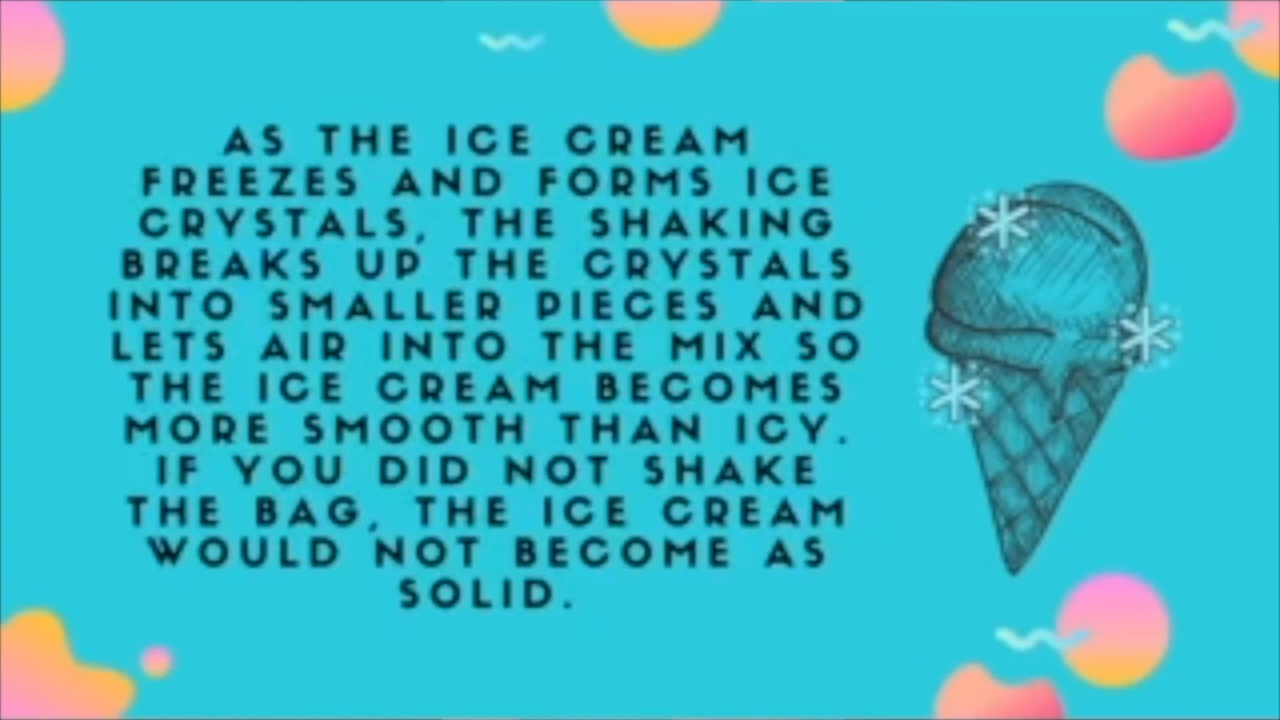 AS THE ICE CREAM
FREEZES AND FORMS ICE
CRYSTALS, THE SHAKING
BREAKS UP THE CRYSTALS
INTO SMALLER PIECES AND
LETS AIR INTO THE MIX SO
THE ICE CREAM BECOMES
MORE SMOOTH THAN ICY.
IF YOU DID NOT SHAKE
THE BAG, THE ICE CREAM
WOULD NOT BECOME AS
SOLID.